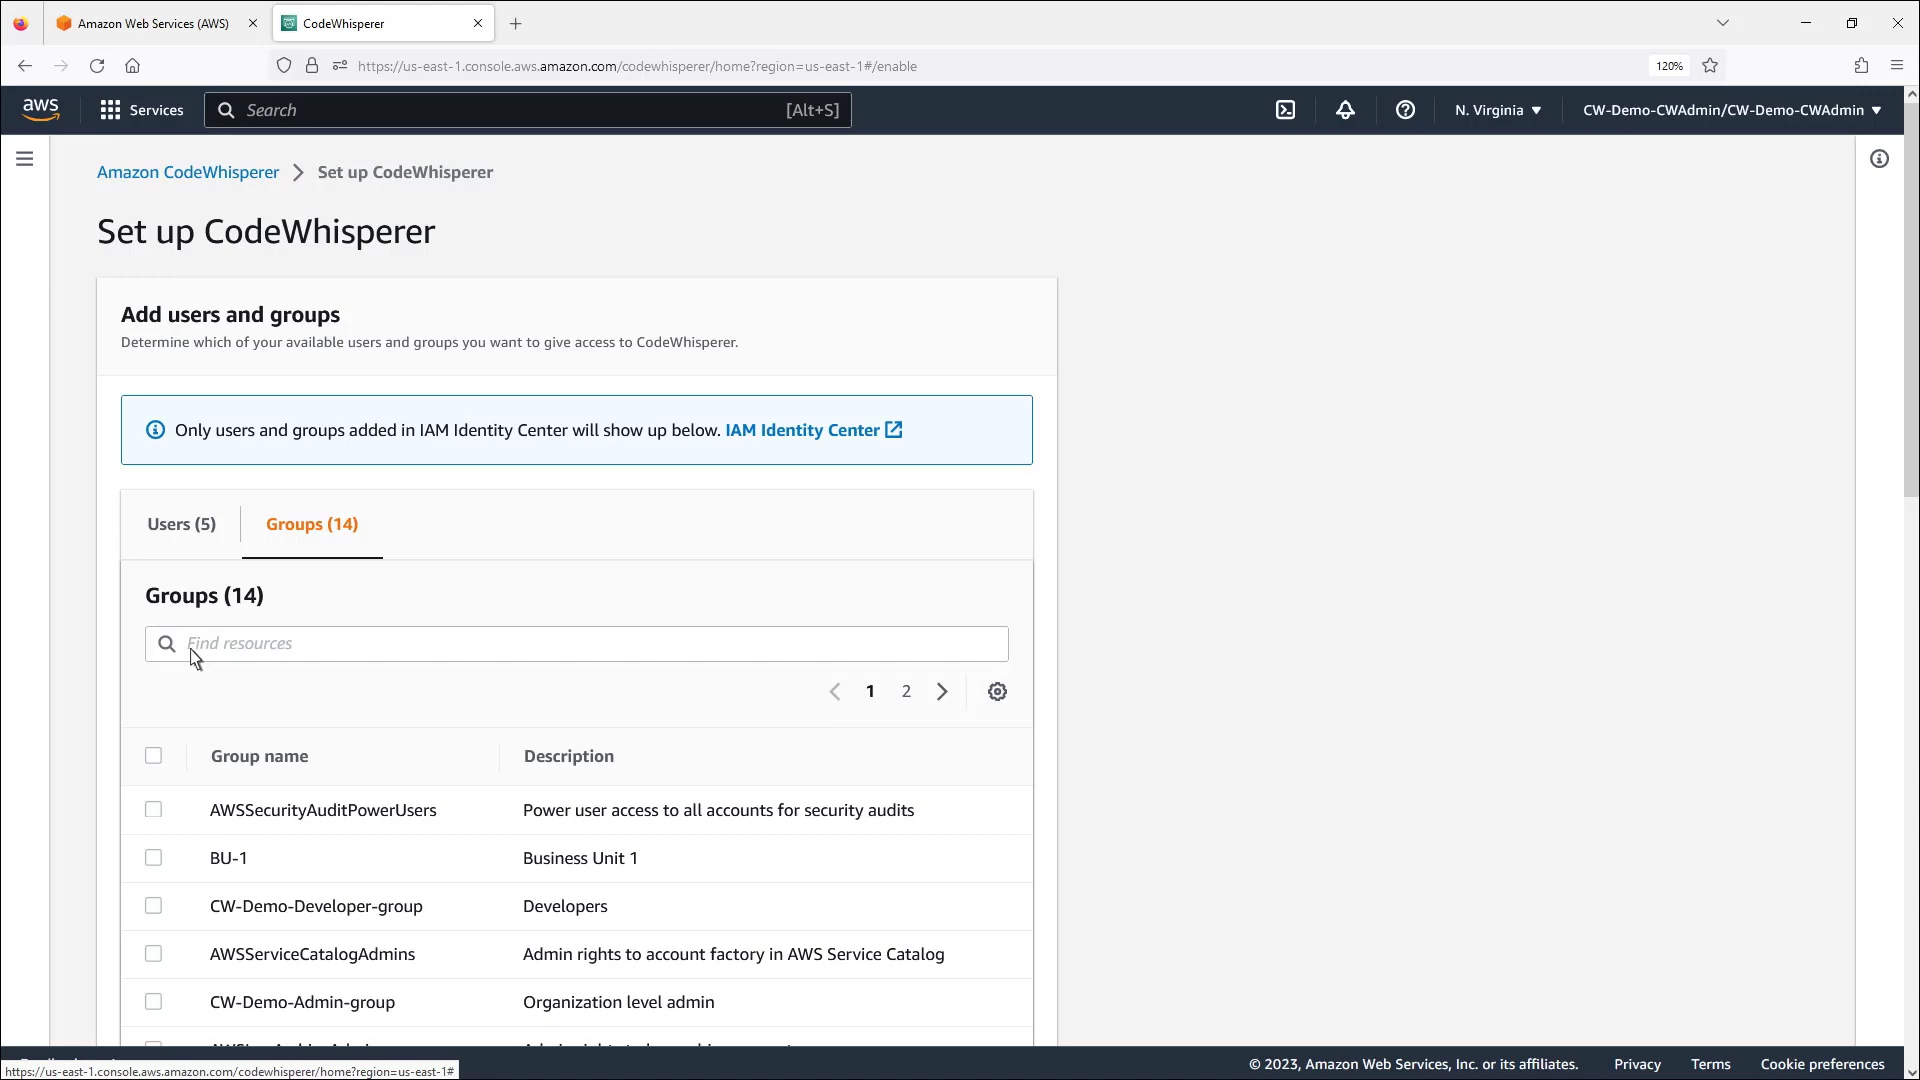 Amazon Web Services (AWS)
CodeWhisperer
https://us-east-1.console.aws.amazon.com/codewhisperer/home?region=us-east-1#/enable
120%
aws
Services
Search
[Alt+S]
N. Virginia
CW-Demo-CWAdmin/CW-Demo-CWAdmin
Amazon CodeWhisperer
Set up CodeWhisperer
Set up CodeWhisperer
Add users and groups
Determine which of your available users and groups you want to give access to CodeWhisperer.
Only users and groups added in IAM Identity Center will show up below. IAM Identity Center
Users (5)
Groups (14)
Groups (14)
Find resources
1
2
Group name
Description
AWSSecurityAuditPowerUsers
Power user access to all accounts for security audits
BU-1
Business Unit 1
CW-Demo-Developer-group
Developers
AWSServiceCatalogAdmins
Admin rights to account factory in AWS Service Catalog
CW-Demo-Admin-group
Organization level admin
© 2023, Amazon Web Services, Inc. or its affiliates.
Privacy
Terms
Cookie preferences
https://us-east-1.console.aws.amazon.com/codewhisperer/home?region=us-east-1#